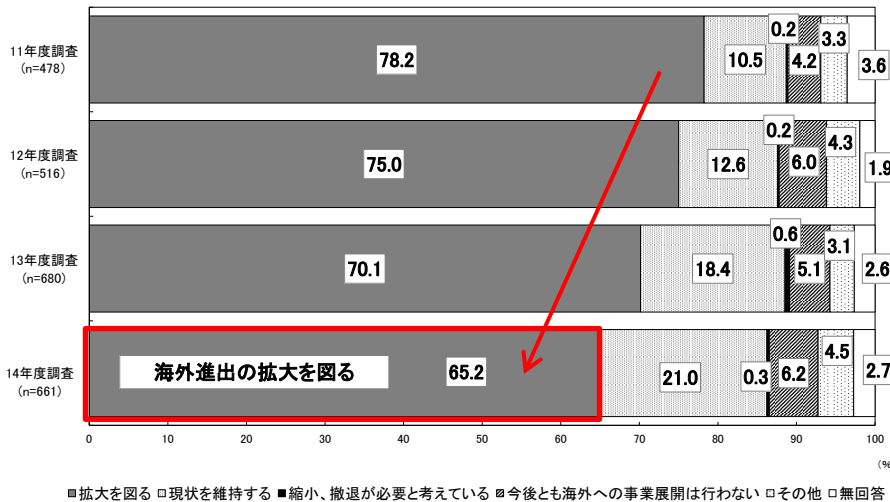 11年度調査
(n=478)
78.2
10.5
0.2
4.2
3.3
3.6
12年度調査
(n=516)
75.0
12.6
0.2
6.0
4.3
1.9
13年度調査
(n=680)
70.1
18.4
0.6
5.1
3.1
2.6
14年度調査
(n=661)
海外進出の拡大を図る
65.2
21.0
0.3
6.2
4.5
2.7
0 10 20 30 40 50 60 70 80 90 100
(%
拡大を図る 現状を維持する 縮小、撤退が必要と考えている 今後とも海外への事業展開は行わない その他 無回答